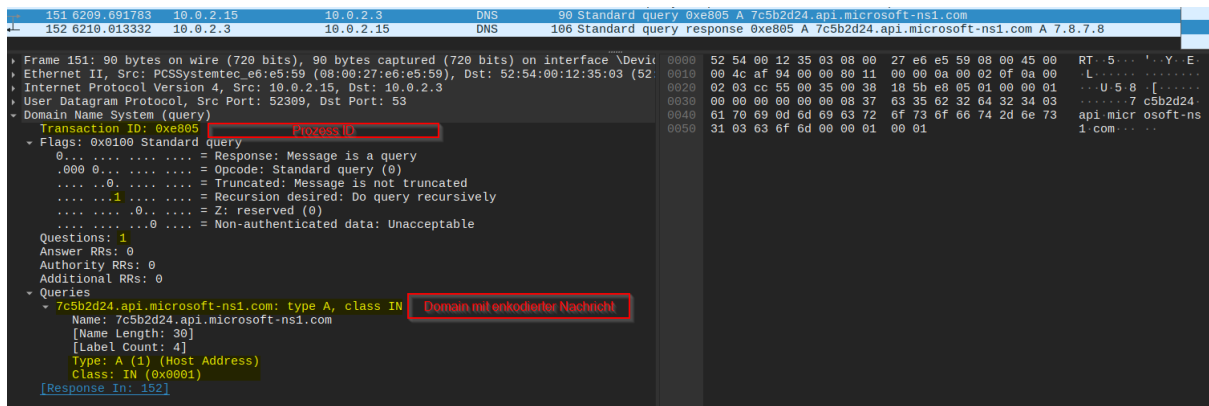 151 6209.691783 10.0.2.15 10.0.2.3 DNS 90 Standard query 0xe805 A 7c5b2d24.api.microsoft-ns1.com
152 6210.013332 10.0.2.3 10.0.2.15 DNS 106 Standard query response 0xe805 A 7c5b2d24.api.microsoft-ns1.com A 7.8.7.8
Frame 151: 90 bytes on wire (720 bits), 90 bytes captured (720 bits) on interface \Devic
Ethernet II, Src: PCSSystemtec_e6:e5:59 (08:00:27:e6:e5:59), Dst: 52:54:00:12:35:03 (52:
Internet Protocol Version 4, Src: 10.0.2.15, Dst: 10.0.2.3
User Datagram Protocol, Src Port: 52309, Dst Port: 53
Domain Name System (query)
Transaction ID: 0xe805 Prozess ID
Flags: 0x0100 Standard query
0... .... .... .... = Response: Message is a query
.000 0... .... .... = Opcode: Standard query (0)
.... ..0. .... .... = Truncated: Message is not truncated
.... ...1 .... .... = Recursion desired: Do query recursively
.... .... .0.. .... = Z: reserved (0)
.... .... ...0 .... = Non-authenticated data: Unacceptable
Questions: 1
Answer RRs: 0
Authority RRs: 0
Additional RRs: 0
Queries
7c5b2d24.api.microsoft-ns1.com: type A, class IN Domain mit enkodierter Nachricht
Name: 7c5b2d24.api.microsoft-ns1.com
[Name Length: 30]
[Label Count: 4]
Type: A (1) (Host Address)
Class: IN (0x0001)
[Response In: 152]
0000 52 54 00 12 35 03 08 00 27 e6 e5 59 08 00 45 00 RT··5··· '··Y··E·
0010 00 4c af 94 00 00 80 11 00 00 0a 00 02 0f 0a 00 ·L······ ········
0020 02 03 cc 55 00 35 00 38 18 5b e8 05 01 00 00 01 ···U·5·8 ·[······
0030 00 00 00 00 00 00 08 37 63 35 62 32 64 32 34 03 ·······7 c5b2d24·
0040 61 70 69 0d 6d 69 63 72 6f 73 6f 66 74 2d 6e 73 api·micr osoft-ns
0050 31 03 63 6f 6d 00 00 01 00 01 1·com··· ··